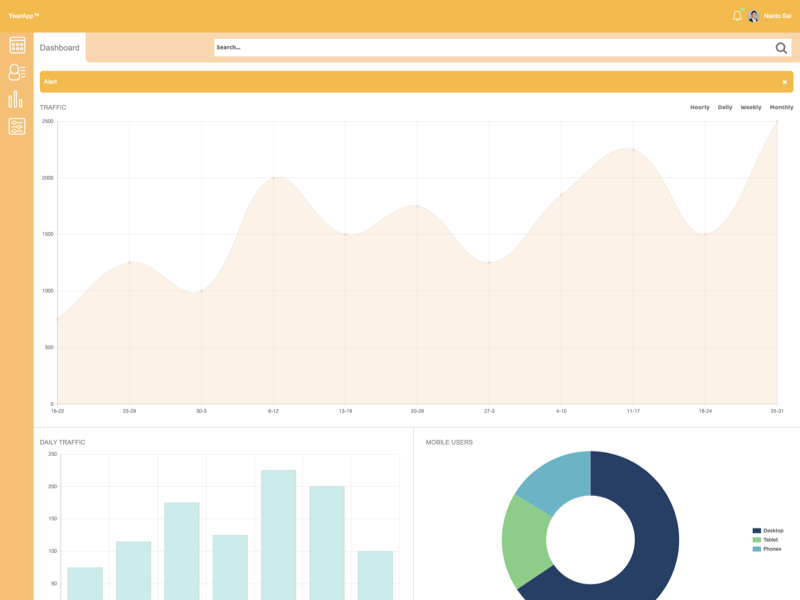 YourApp™
Naoto Sai
Dashboard
Search...
Alert
TRAFFIC
Hourly Daily Weekly Monthly
2500
2000
1500
1000
500
0
16-22 23-29 30-5 6-12 13-19 20-26 27-3 4-10 11-17 18-24 25-31
DAILY TRAFFIC
250
200
150
100
50
MOBILE USERS
Desktop
Tablet
Phones